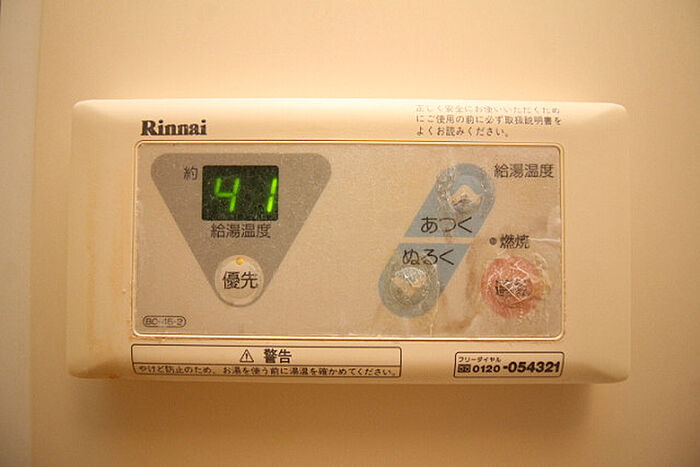 Rinnai
正しく安全にお使いいただくため
にご使用の前に必ず取扱説明書を
よくお読みください。
約
41
給湯温度
優先
BC-45-2
給湯温度
あつく
ぬるく
燃焼
警告
やけど防止のため、お湯を使う前に湯温を確かめてください。
フリーダイヤル
0120-054321